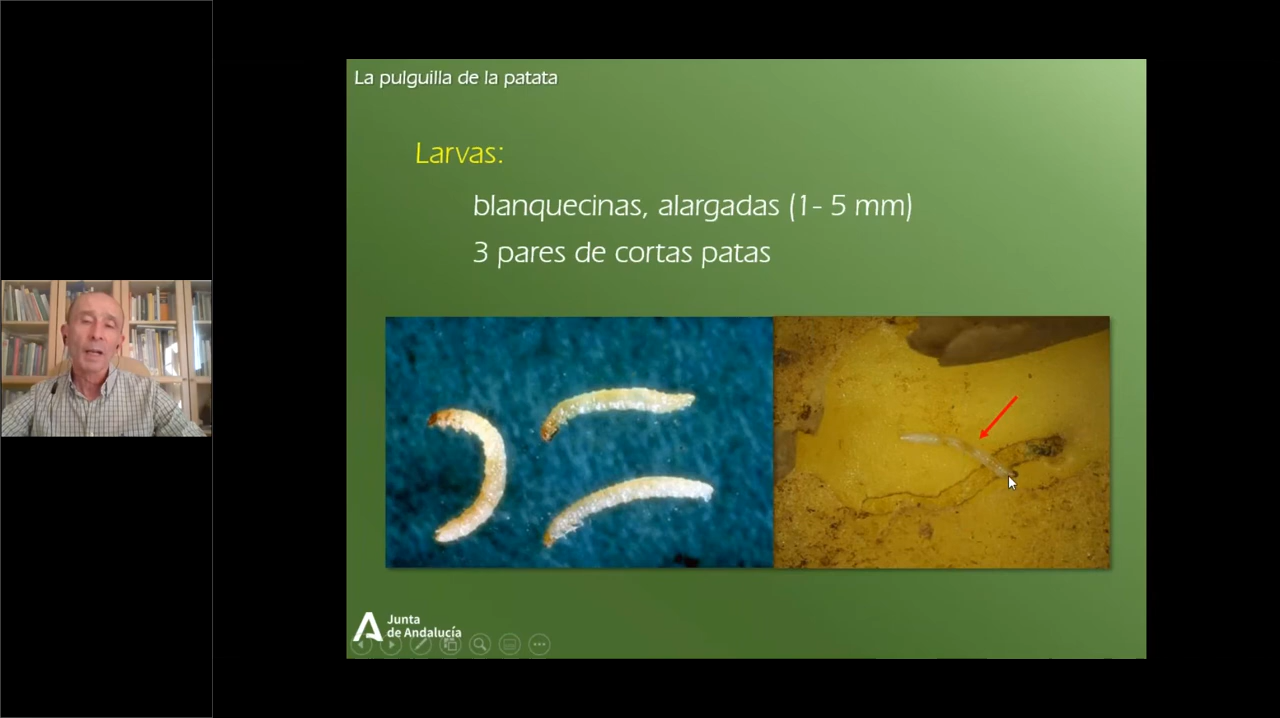 La pulguilla de la patata
Larvas:
blanquecinas, alargadas (1- 5 mm)
3 pares de cortas patas
Junta
de Andalucía